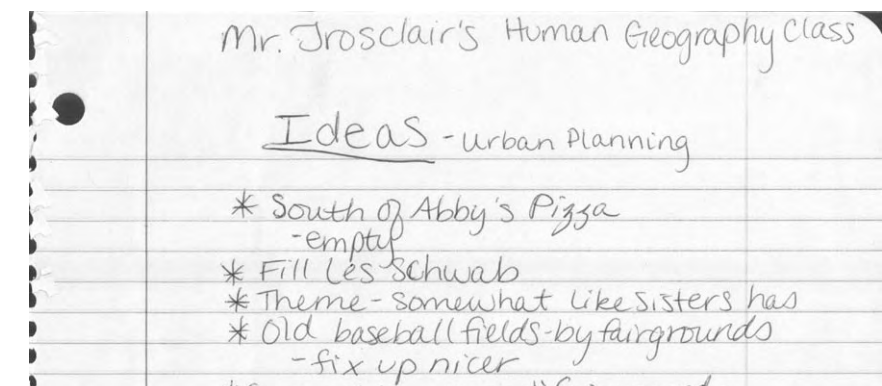 Mr. Trosclair's Human Geography Class
Ideas - Urban Planning
* South of Abby's Pizza
- empty
* Fill Les Schwab
* Theme - somewhat like Sisters has
* Old baseball fields - by fairgrounds
- fix up nicer